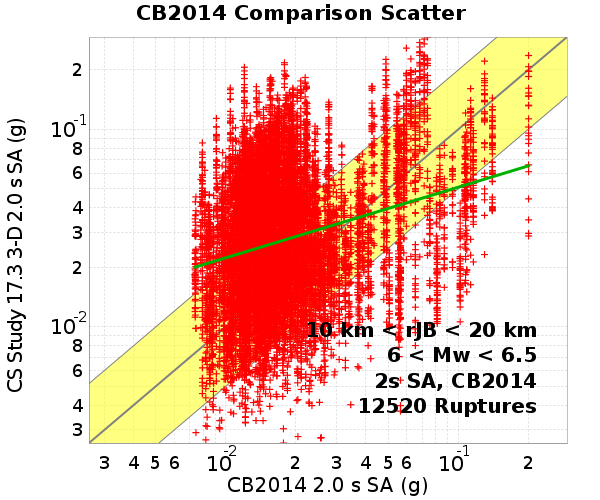 CB2014 Comparison Scatter
CS Study 17.3 3-D 2.0 s SA (g)
2
10-1
8
6
4
3
2
10-2
8
6
4
3
10 km < rJB < 20 km
6 < Mw < 6.5
2s SA, CB2014
12520 Ruptures
3 4 5 6 10-2 2 3 4 5 6 10-1 2
CB2014 2.0 s SA (g)